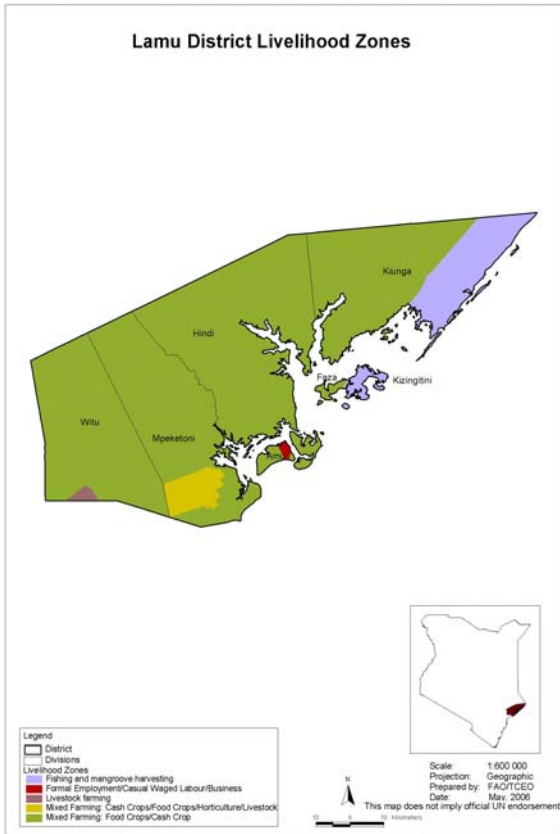 Lamu District Livelihood Zones
Kiunga
Hindi
Faza
Kizingitini
Witu
Mpeketoni
Legend
District
Divisions
Livelihood Zones
Fishing and mangroove harvesting
Formal Employment/Casual Waged Labour/Business
Livestock farming
Mixed Farming: Cash Crops/Food Crops/Horticulture/Livestock
Mixed Farming: Food Crops/Cash Crop
N
10 0 10 Kilometers
Scale: 1:600 000
Projection: Geographic
Prepared by: FAO/TCEO
Date: May, 2006
This map does not imply official UN endorsement